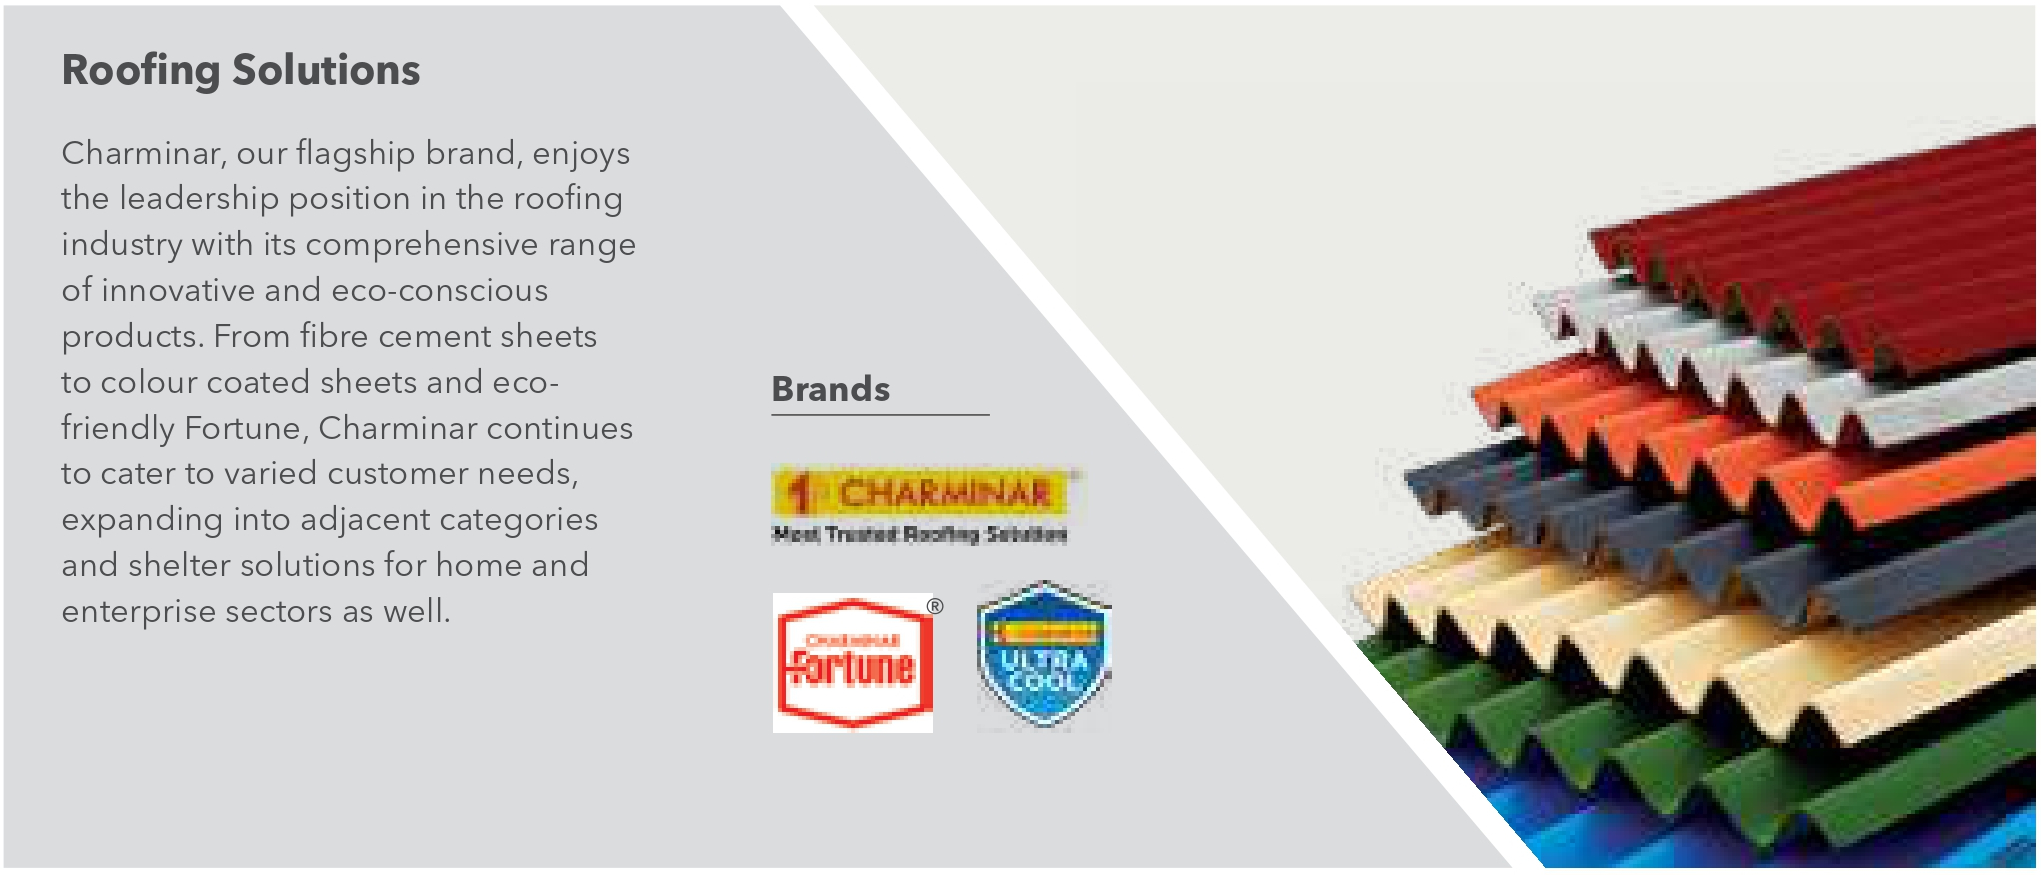 Roofing Solutions
Charminar, our flagship brand, enjoys
the leadership position in the roofing
industry with its comprehensive range
of innovative and eco-conscious
products. From fibre cement sheets
to colour coated sheets and eco-
friendly Fortune, Charminar continues
to cater to varied customer needs,
expanding into adjacent categories
and shelter solutions for home and
enterprise sectors as well.
Brands
CHARMINAR
Most Trusted Roofing Solution
CHARMINAR
Fortune ®
ULTRA
COOL